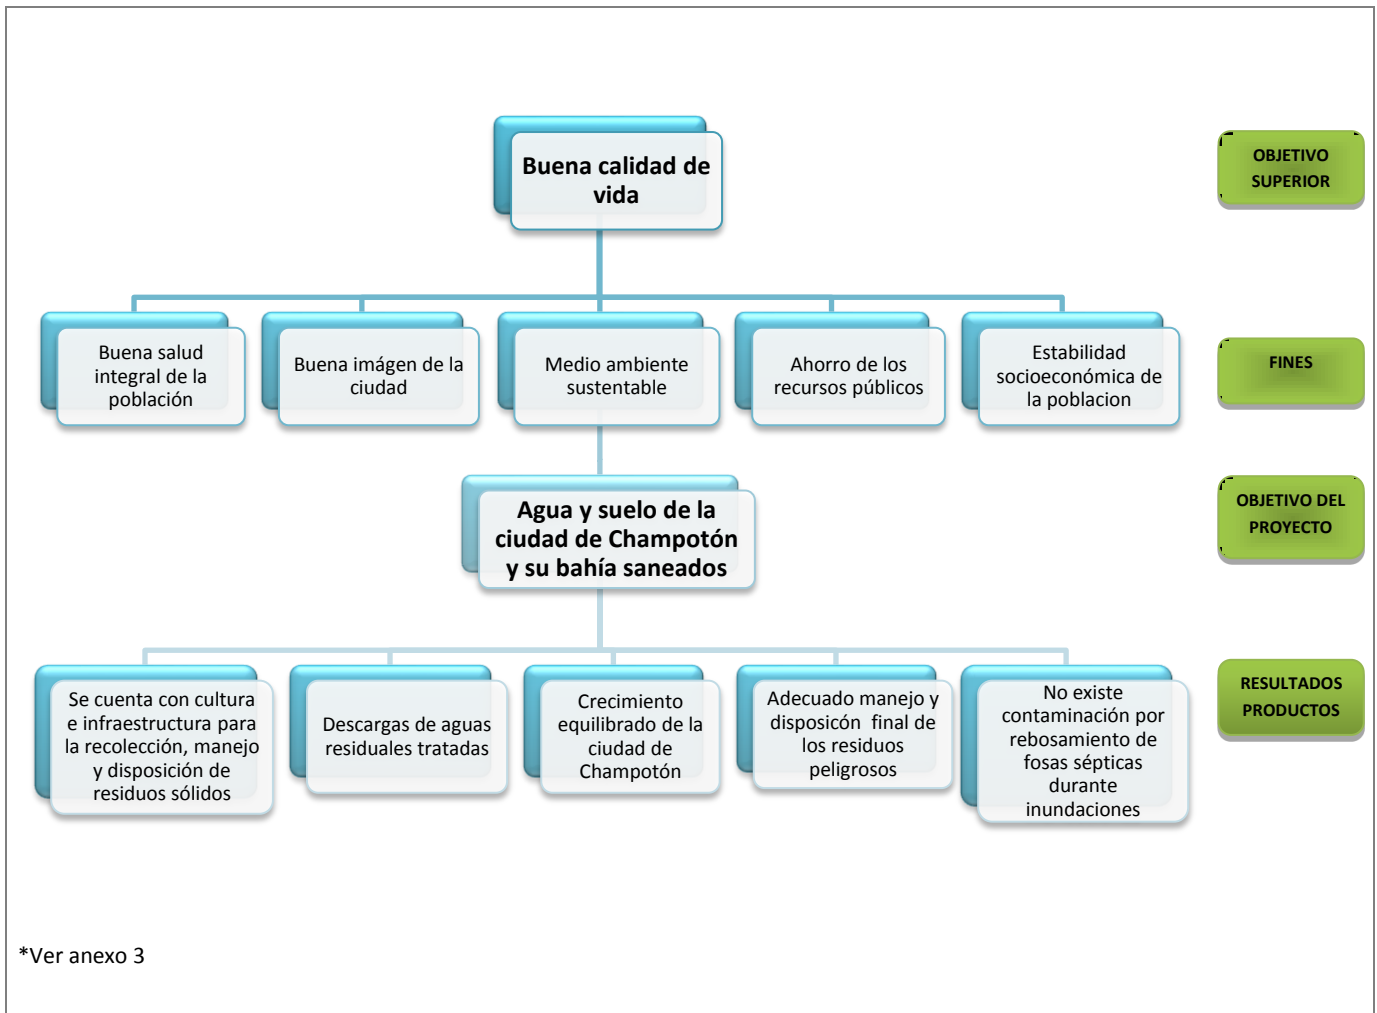 Buena calidad de
vida
OBJETIVO
SUPERIOR
Buena salud
integral de la
población
Buena imágen de la
ciudad
Medio ambiente
sustentable
Ahorro de los
recursos públicos
Estabilidad
socioeconómica de
la poblacion
FINES
Agua y suelo de la
ciudad de Champotón
y su bahía saneados
OBJETIVO DEL
PROYECTO
Se cuenta con cultura
e infraestructura para
la recolección, manejo
y disposición de
residuos sólidos
Descargas de aguas
residuales tratadas
Crecimiento
equilibrado de la
ciudad de
Champotón
Adecuado manejo y
disposicón final de
los residuos
peligrosos
No existe
contaminación por
rebosamiento de
fosas sépticas
durante
inundaciones
RESULTADOS
PRODUCTOS
*Ver anexo 3